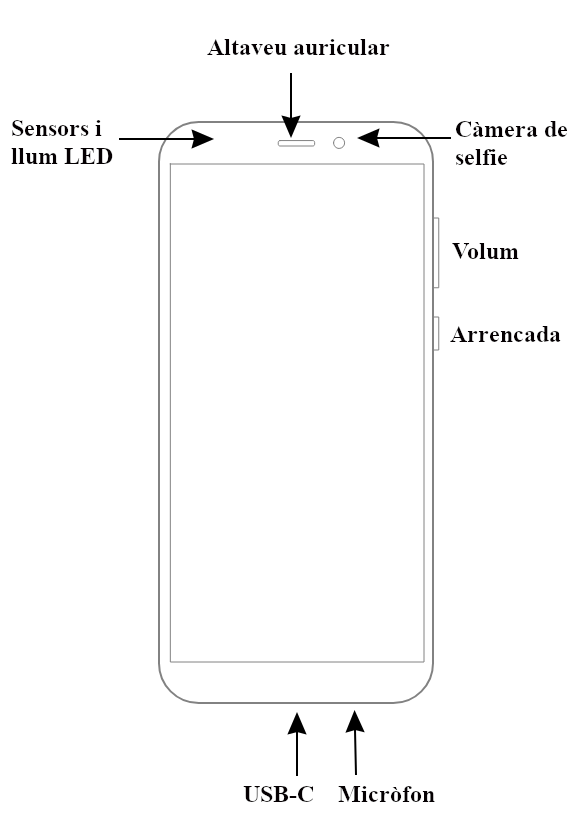 Altaveu auricular
Sensors i
llum LED
Càmera de
selfie
Volum
Arrencada
USB-C
Micròfon